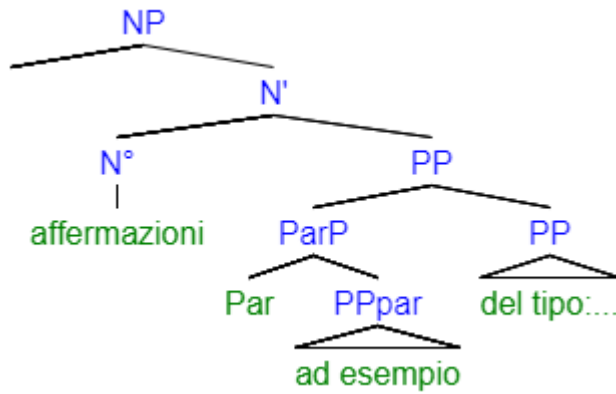 NP
N'
N° PP
affermazioni ParP PP
Par PPpar del tipo:...
ad esempio